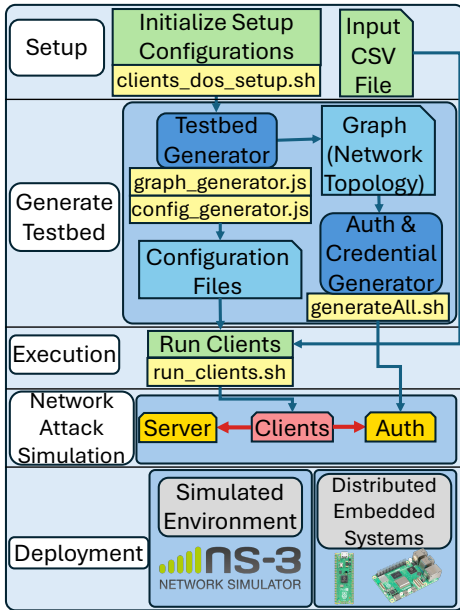 Setup
Initialize Setup
Configurations
clients_dos_setup.sh
Input
CSV
File
Generate
Testbed
Testbed
Generator
graph_generator.js
config_generator.js
Configuration
Files
Graph
(Network
Topology)
Auth &
Credential
Generator
generateAll.sh
Execution
Run Clients
run_clients.sh
Network
Attack
Simulation
Server
Clients
Auth
Deployment
Simulated
Environment
ns-3
NETWORK SIMULATOR
Distributed
Embedded
Systems